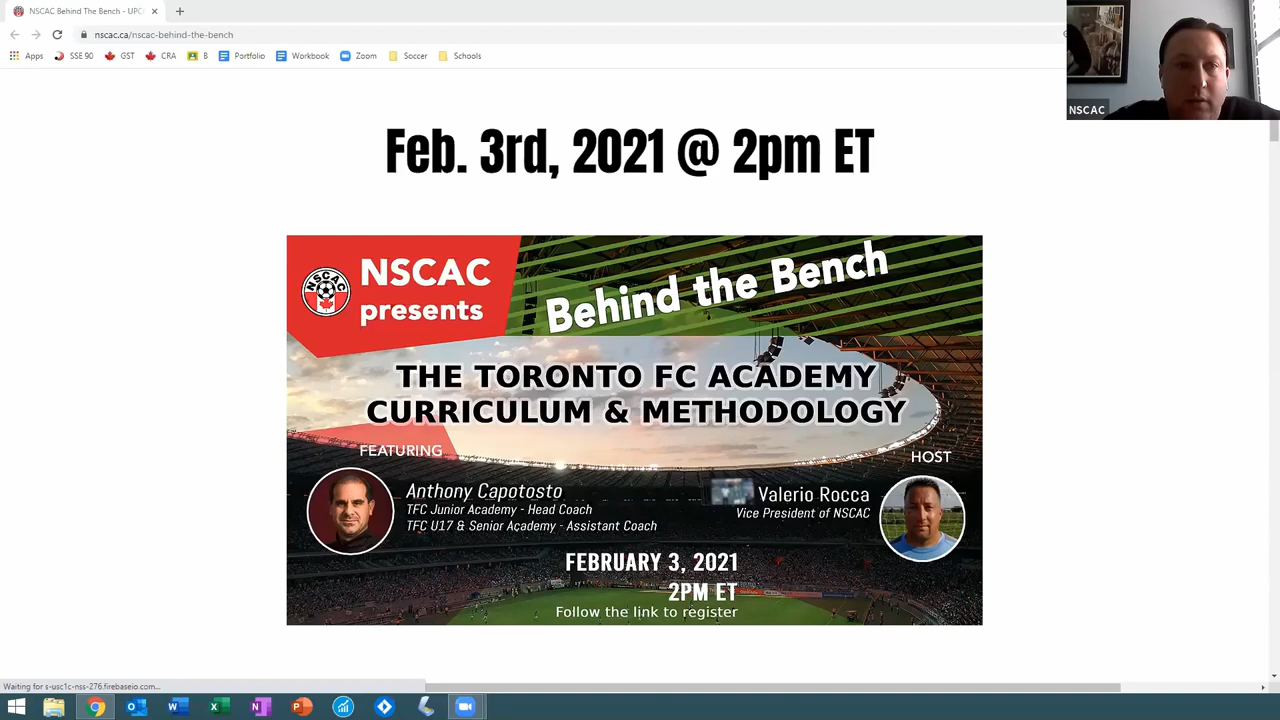 NSCAC Behind The Bench - UPC
nscac.ca/nscac-behind-the-bench
Apps SSE 90 GST CRA B Portfolio Workbook Zoom Soccer Schools
NSCAC
Feb. 3rd, 2021 @ 2pm ET
NSCAC
presents
NSCAC
Behind the Bench
THE TORONTO FC ACADEMY
CURRICULUM & METHODOLOGY
FEATURING
Anthony Capotosto
TFC Junior Academy - Head Coach
TFC U17 & Senior Academy - Assistant Coach
HOST
Valerio Rocca
Vice President of NSCAC
FEBRUARY 3, 2021
2PM ET
Follow the link to register
Waiting for s-usc1c-nss-276.firebaseio.com...